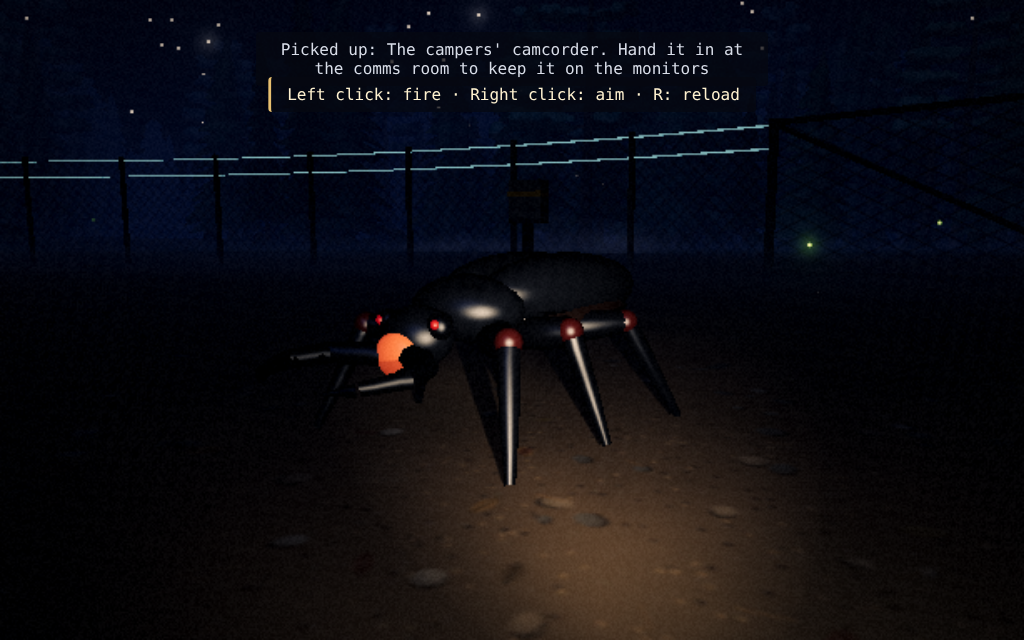 Picked up: The campers' camcorder. Hand it in at
the comms room to keep it on the monitors
Left click: fire · Right click: aim · R: reload